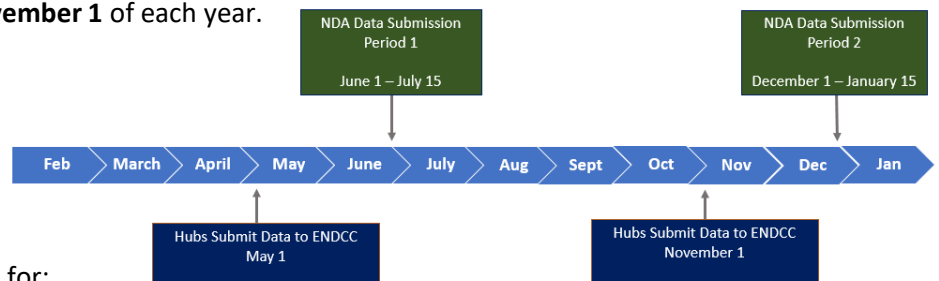 vember 1 of each year.
NDA Data Submission
Period 1
June 1 – July 15
NDA Data Submission
Period 2
December 1 – January 15
Feb March April May June July Aug Sept Oct Nov Dec Jan
Hubs Submit Data to ENDCC
May 1
Hubs Submit Data to ENDCC
November 1
for: